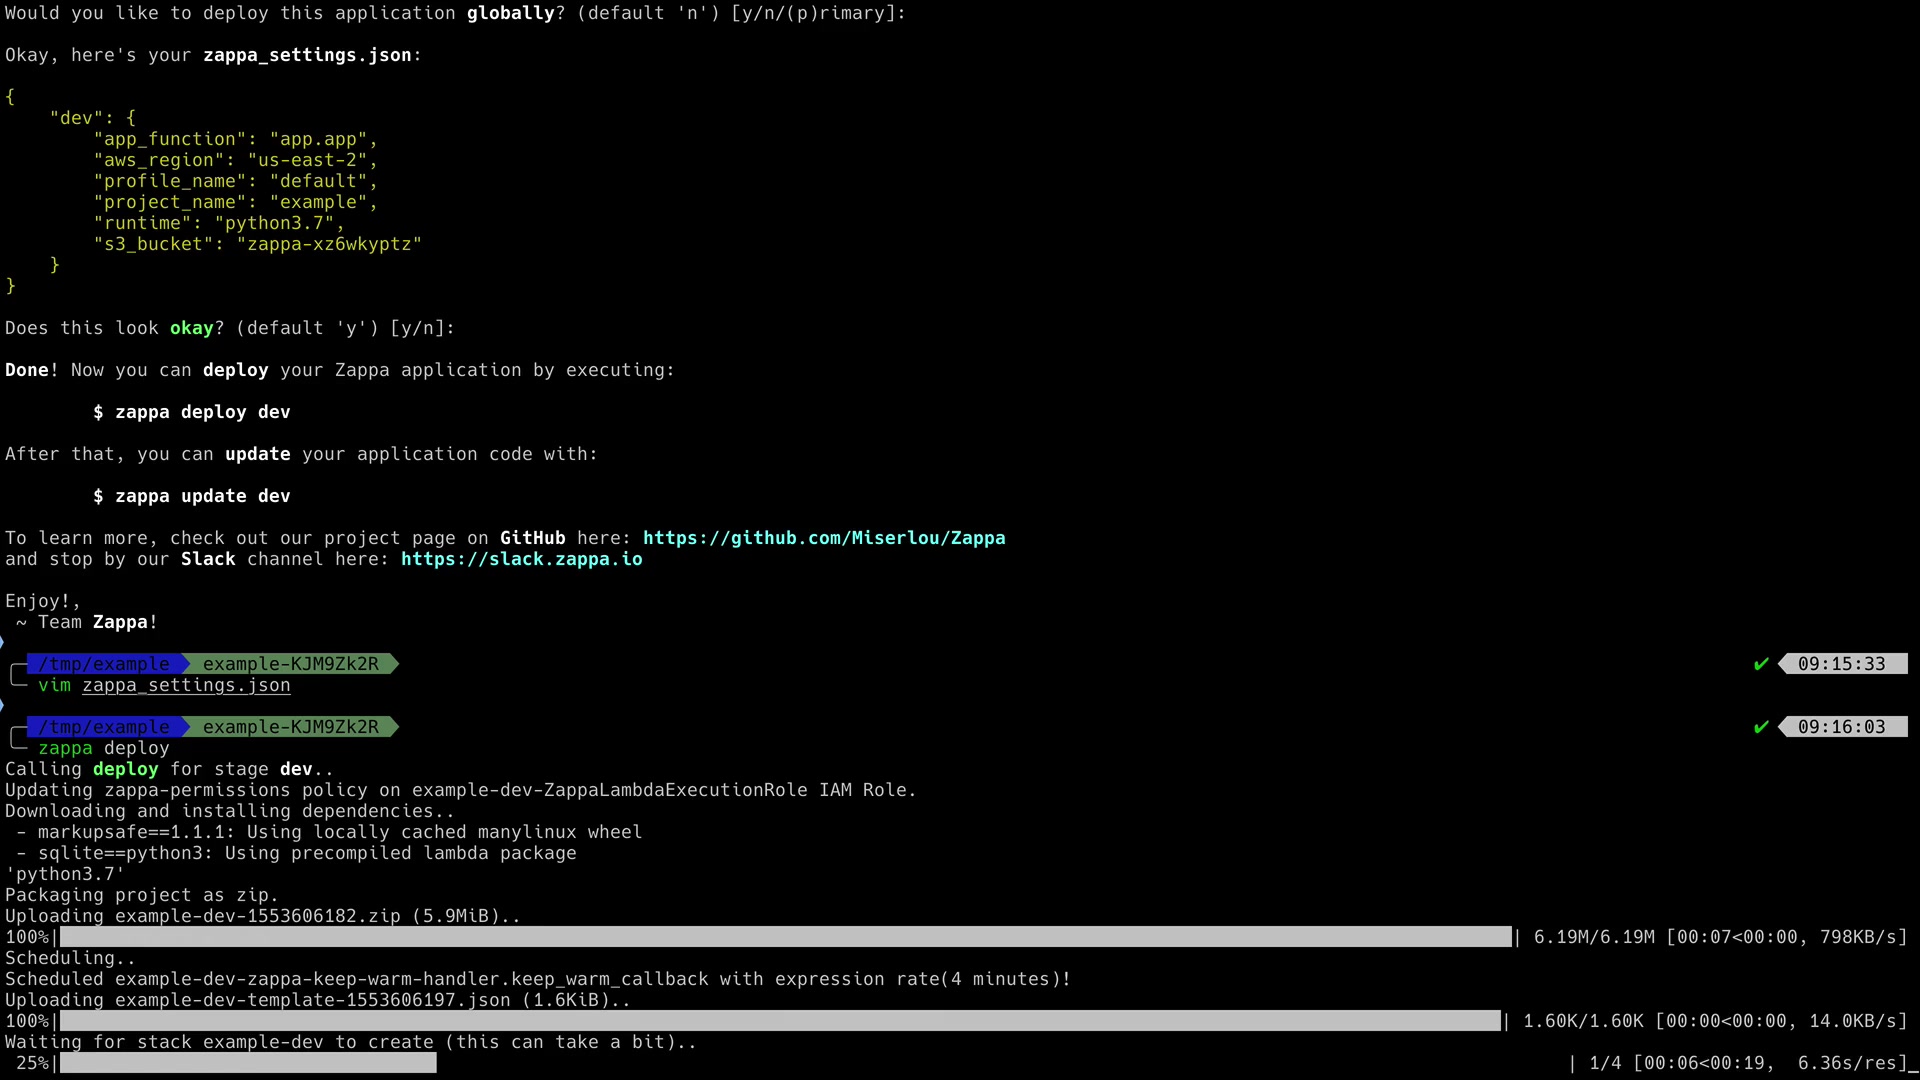 Would you like to deploy this application globally? (default 'n') [y/n/(p)rimary]:
Okay, here's your zappa_settings.json:
{
    "dev": {
        "app_function": "app.app",
        "aws_region": "us-east-2",
        "profile_name": "default",
        "project_name": "example",
        "runtime": "python3.7",
        "s3_bucket": "zappa-xz6wkyptz"
    }
}
Does this look okay? (default 'y') [y/n]:
Done! Now you can deploy your Zappa application by executing:
        $ zappa deploy dev
After that, you can update your application code with:
        $ zappa update dev
To learn more, check out our project page on GitHub here: https://github.com/Miserlou/Zappa
and stop by our Slack channel here: https://slack.zappa.io
Enjoy!,
 ~ Team Zappa!
/tmp/example example-KJM9Zk2R ✔ 09:15:33
vim zappa_settings.json
/tmp/example example-KJM9Zk2R ✔ 09:16:03
zappa deploy
Calling deploy for stage dev..
Updating zappa-permissions policy on example-dev-ZappaLambdaExecutionRole IAM Role.
Downloading and installing dependencies..
 - markupsafe==1.1.1: Using locally cached manylinux wheel
 - sqlite==python3: Using precompiled lambda package
'python3.7'
Packaging project as zip.
Uploading example-dev-1553606182.zip (5.9MiB)..
100%| | 6.19M/6.19M [00:07<00:00, 798KB/s]
Scheduling..
Scheduled example-dev-zappa-keep-warm-handler.keep_warm_callback with expression rate(4 minutes)!
Uploading example-dev-template-1553606197.json (1.6KiB)..
100%| | 1.60K/1.60K [00:00<00:00, 14.0KB/s]
Waiting for stack example-dev to create (this can take a bit)..
 25%| | 1/4 [00:06<00:19,  6.36s/res]